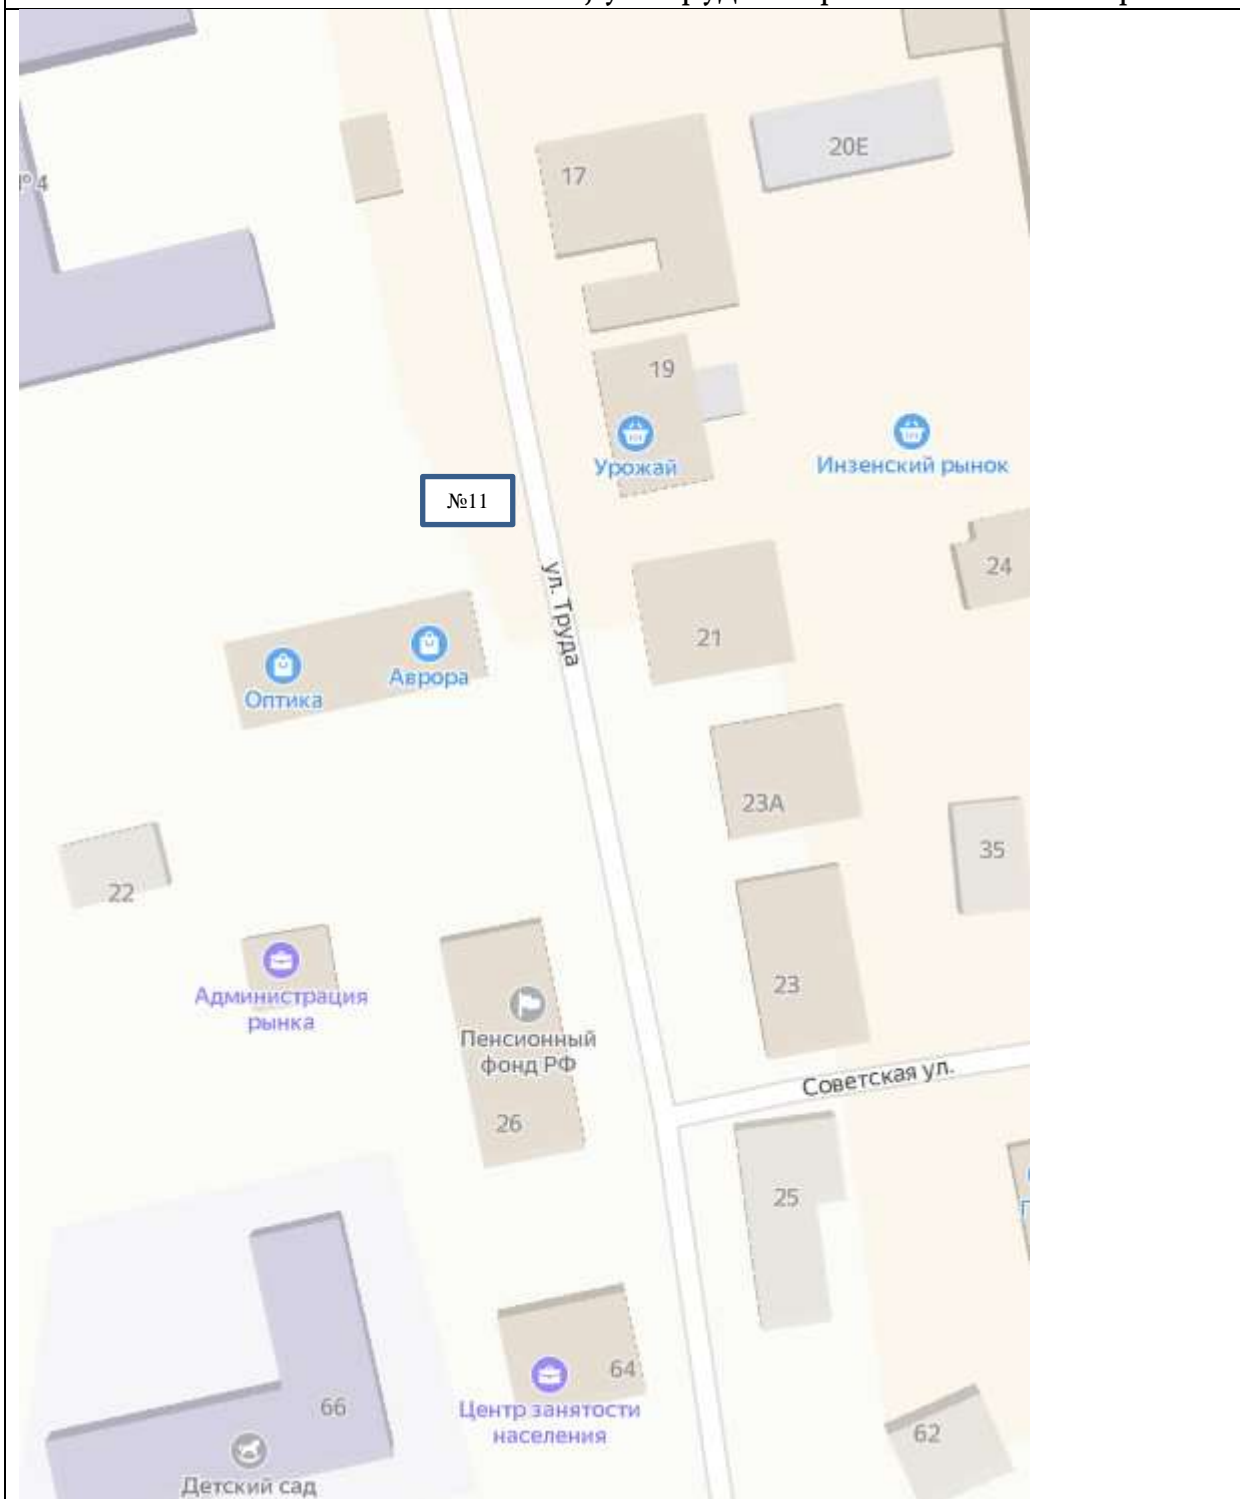 20Е
17
19
Урожай
Инзенский рынок
№11
24
ул. Труда
21
Оптика
Аврора
23А
35
22
23
Администрация
рынка
Пенсионный
фонд РФ
Советская ул.
26
25
64
66
Центр занятости
населения
62
Детский сад